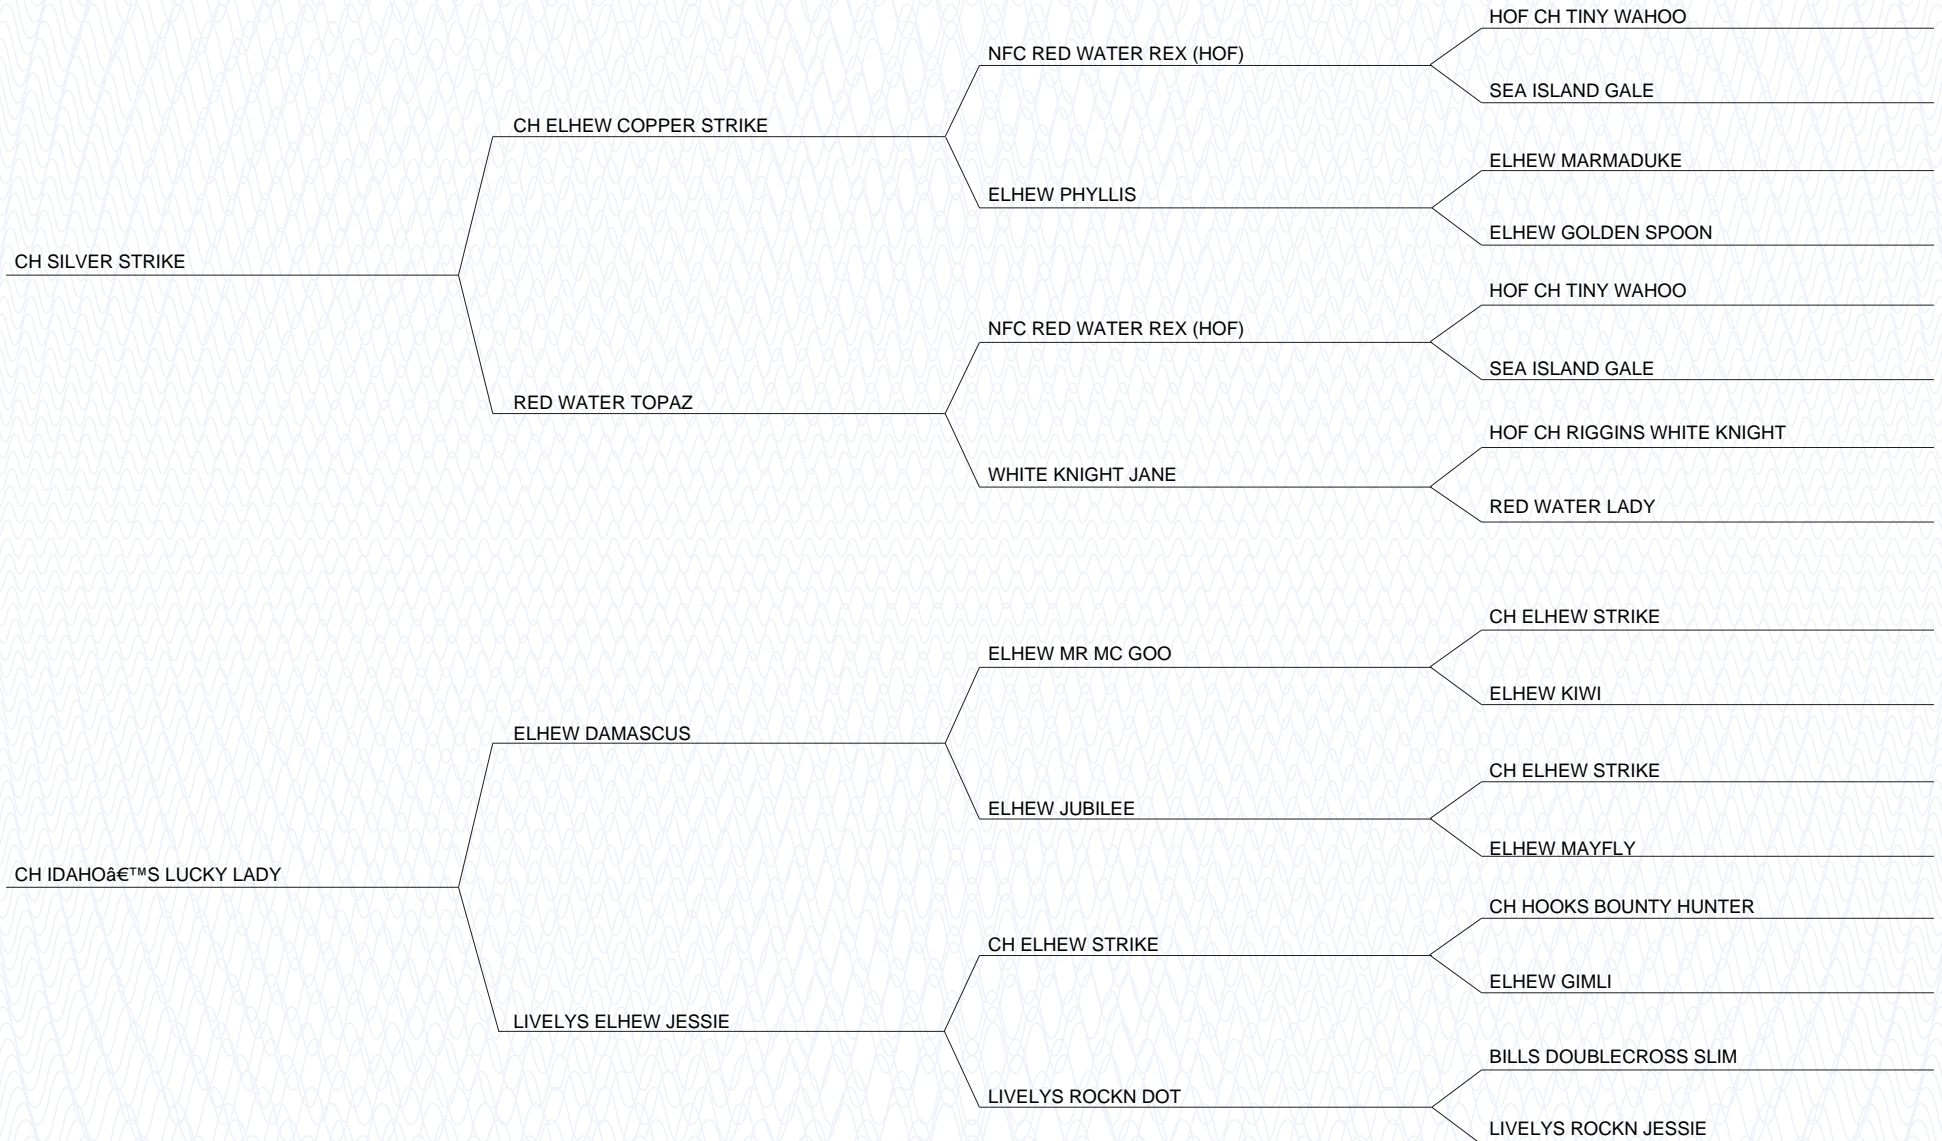 HOF CH TINY WAHOO
NFC RED WATER REX (HOF)
SEA ISLAND GALE
CH ELHEW COPPER STRIKE
ELHEW MARMADUKE
ELHEW PHYLLIS
ELHEW GOLDEN SPOON
CH SILVER STRIKE
HOF CH TINY WAHOO
NFC RED WATER REX (HOF)
SEA ISLAND GALE
RED WATER TOPAZ
HOF CH RIGGINS WHITE KNIGHT
WHITE KNIGHT JANE
RED WATER LADY
CH ELHEW STRIKE
ELHEW MR MC GOO
ELHEW KIWI
ELHEW DAMASCUS
CH ELHEW STRIKE
ELHEW JUBILEE
ELHEW MAYFLY
CH IDAHOâ€™S LUCKY LADY
CH HOOKS BOUNTY HUNTER
CH ELHEW STRIKE
ELHEW GIMLI
LIVELYS ELHEW JESSIE
BILLS DOUBLECROSS SLIM
LIVELYS ROCKN DOT
LIVELYS ROCKN JESSIE